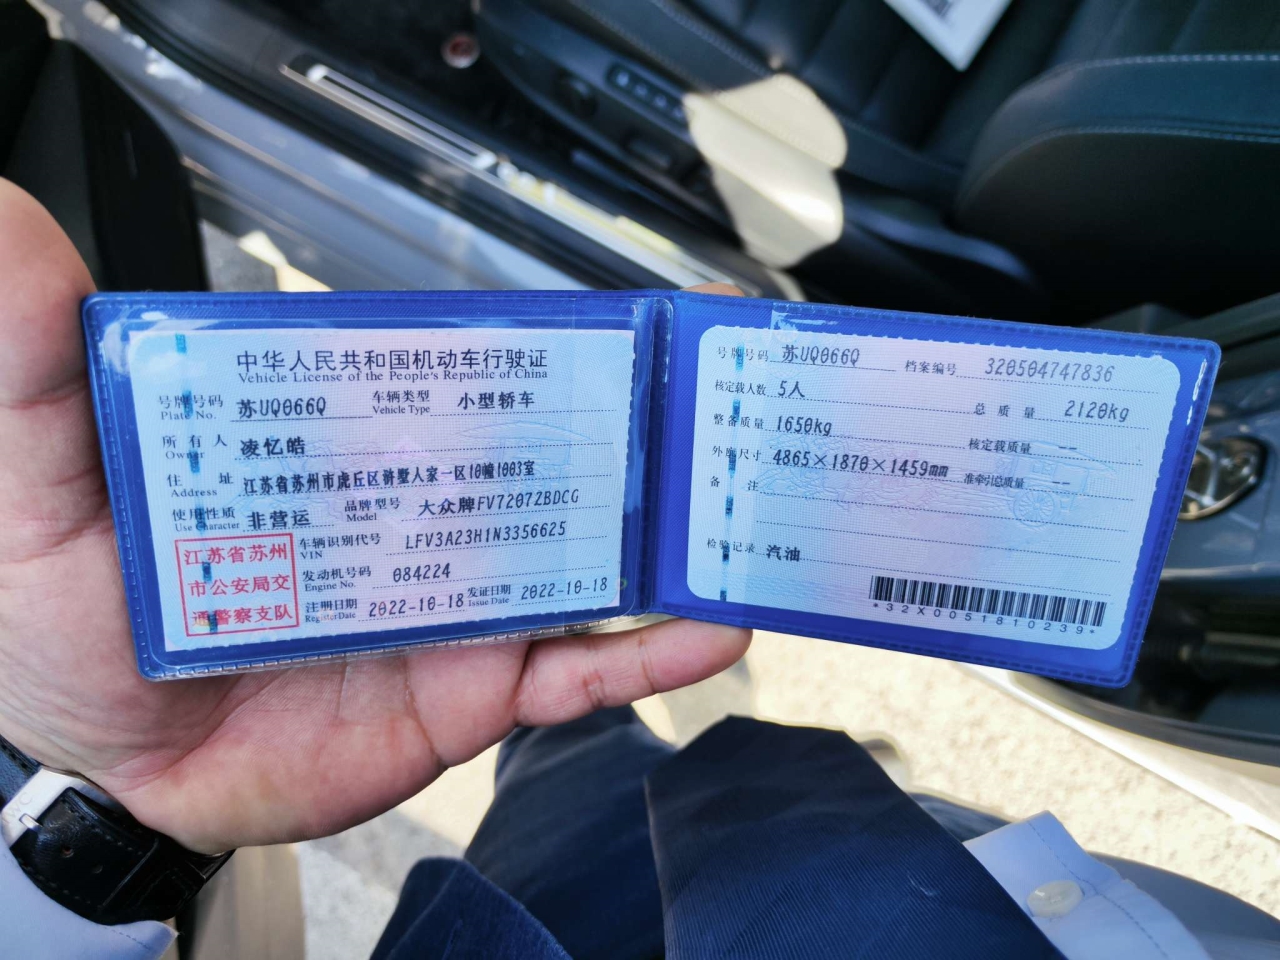 中华人民共和国机动车行驶证
Vehicle License of the People's Republic of China
号牌号码 Plate No. 苏UQ066Q 车辆类型 Vehicle Type 小型轿车
所有人 Owner 凌忆皓
住址 Address 江苏省苏州市虎丘区浒墅人家一区10幢1003室
使用性质 Use Character 非营运 品牌型号 Model 大众牌FV7207ZBDCG
车辆识别代号 VIN LFV3A23H1N3356625
发动机号码 Engine No. 084224
注册日期 Register Date 2022-10-18 发证日期 Issue Date 2022-10-18
江苏省苏州
市公安局交
通警察支队
号牌号码 苏UQ066Q 档案编号 320504747836
核定载人数 5人 总质量 2120kg
整备质量 1650kg 核定载质量 --
外廓尺寸 4865×1870×1459mm 准牵引总质量 --
备注
检验记录 汽油
*32X0051810239*